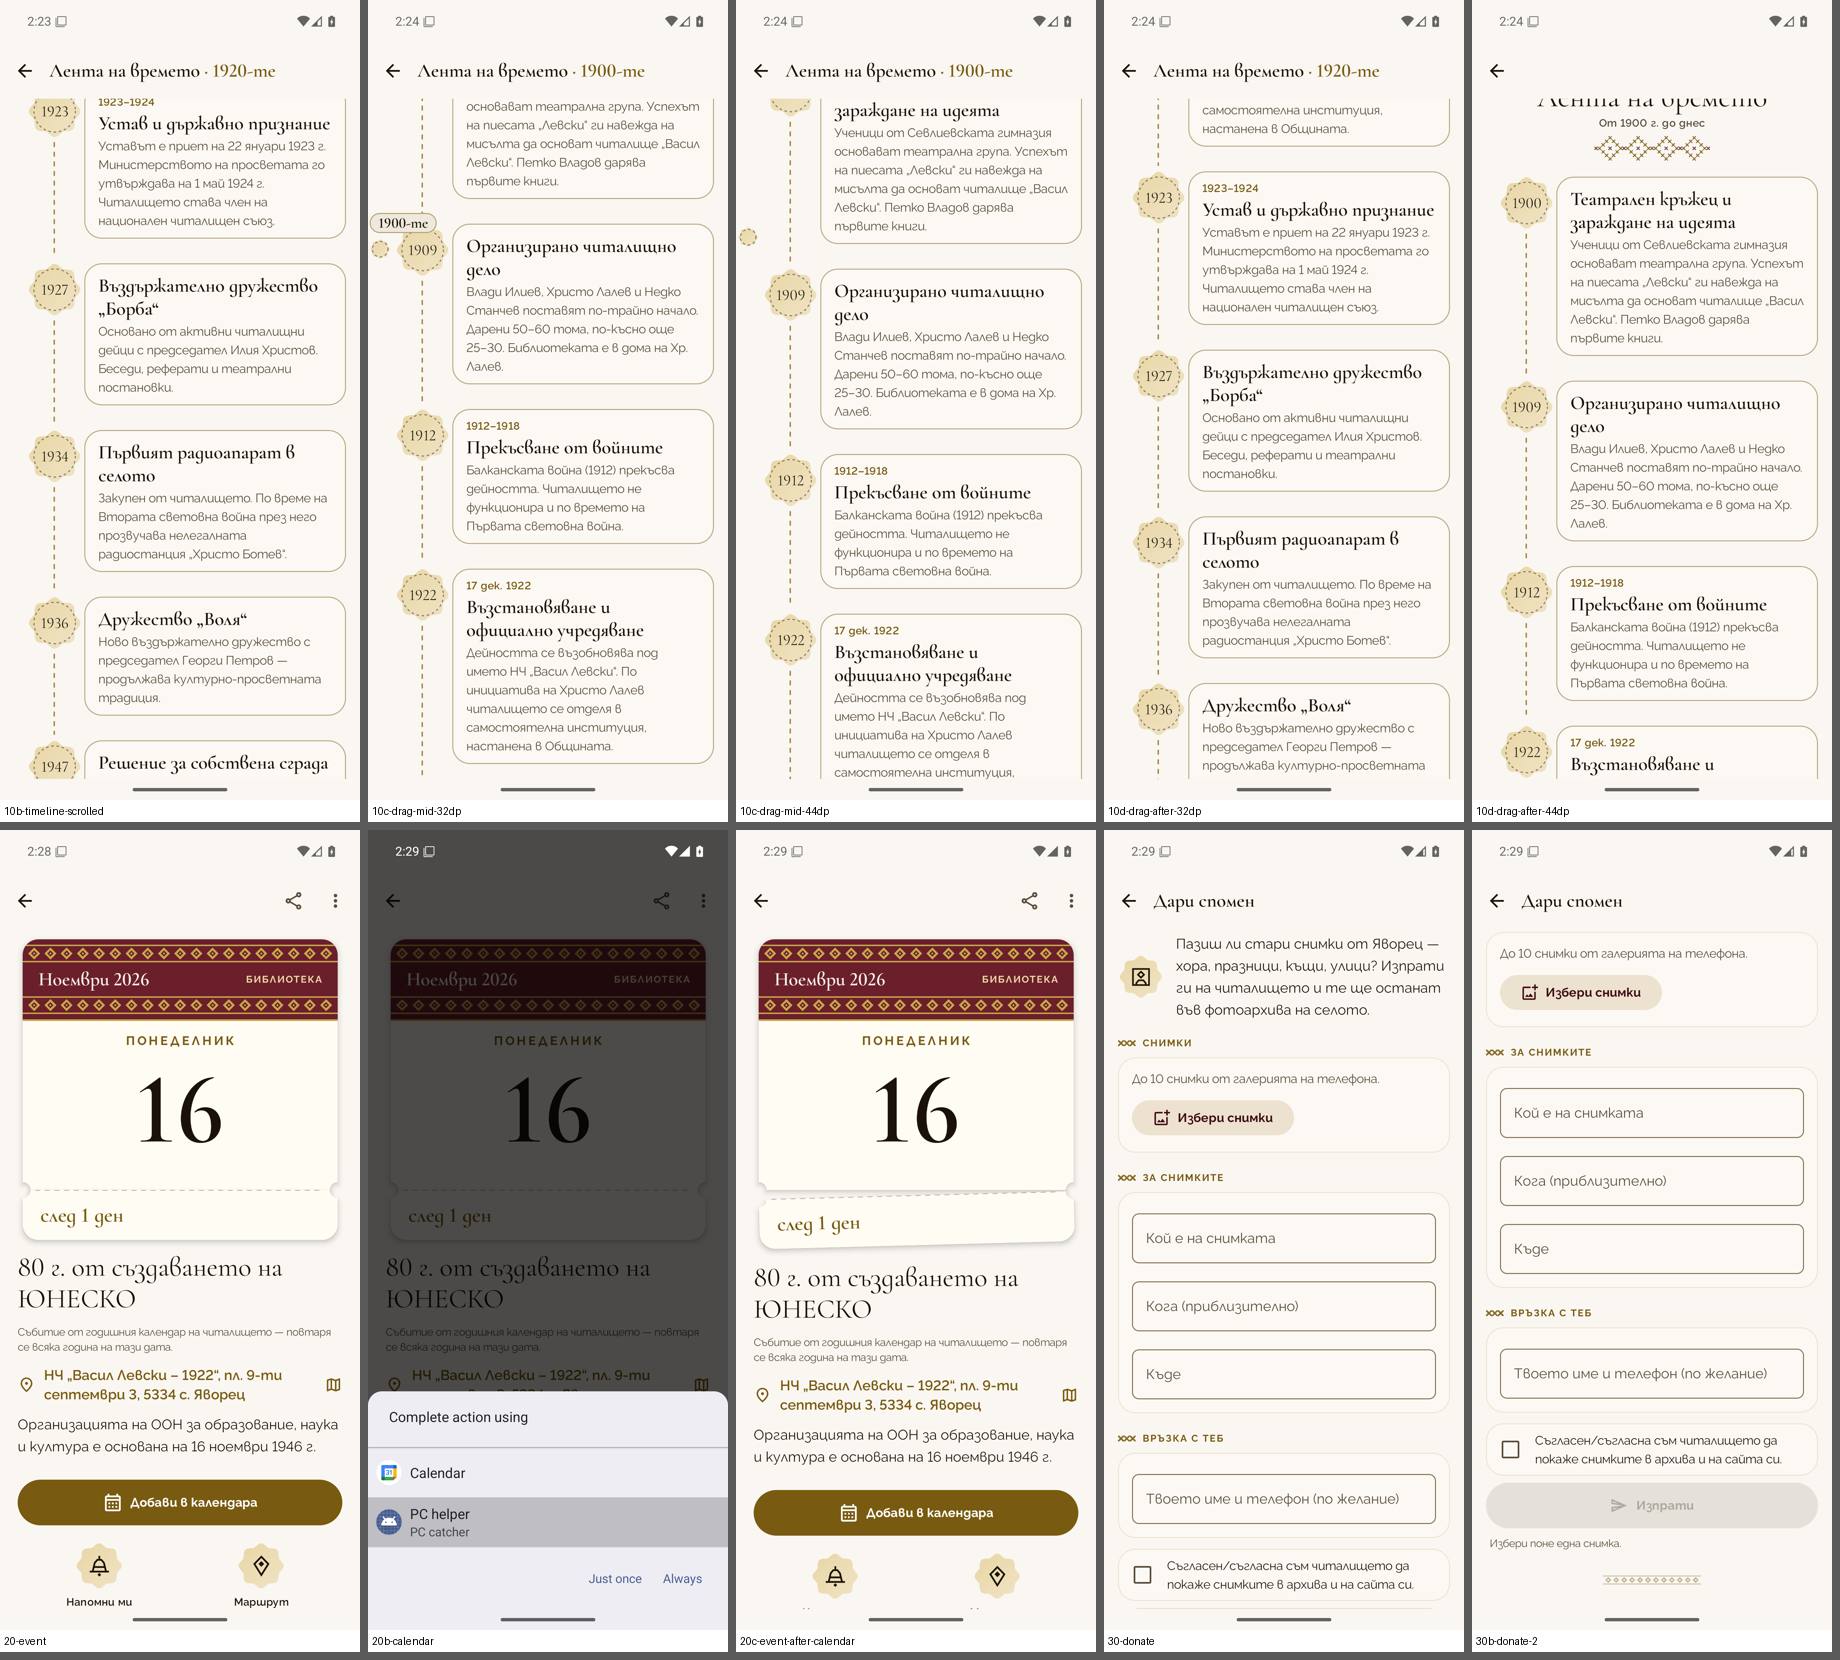 2:23
Лента на времето · 1920-те
1923
1923–1924
Устав и държавно признание
Уставът е приет на 22 януари 1923 г.
Министерството на просветата го
утвърждава на 1 май 1924 г.
Читалището става член на
национален читалищен съюз.
1927
Въздържателно дружество
„Борба“
Основано от активни читалищни
дейци с председател Илия Христов.
Беседи, реферати и театрални
постановки.
1934
Първият радиоапарат в
селото
Закупен от читалището. По време на
Втората световна война през него
прозвучава нелегалната
радиостанция „Христо Ботев“.
1936
Дружество „Воля“
Ново въздържателно дружество с
председател Георги Петров —
продължава културно-просветната
традиция.
1947
Решение за собствена сграда
10b-timeline-scrolled
2:24
Лента на времето · 1900-те
основават театрална група. Успехът
на пиесата „Левски“ ги навежда на
мисълта да основат читалище „Васил
Левски“. Петко Владов дарява
първите книги.
1900-те
1909
Организирано читалищно
дело
Влади Илиев, Христо Лалев и Недко
Станчев поставят по-трайно начало.
Дарени 50–60 тома, по-късно още
25–30. Библиотеката е в дома на Хр.
Лалев.
1912
1912–1918
Прекъсване от войните
Балканската война (1912) прекъсва
дейността. Читалището не
функционира и по времето на
Първата световна война.
1922
17 дек. 1922
Възстановяване и
официално учредяване
Дейността се възобновява под
името НЧ „Васил Левски“. По
инициатива на Христо Лалев
читалището се отделя в
самостоятелна институция,
настанена в Общината.
10c-drag-mid-32dp
2:24
Лента на времето · 1900-те
зараждане на идеята
Ученици от Севлиевската гимназия
основават театрална група. Успехът
на пиесата „Левски“ ги навежда на
мисълта да основат читалище „Васил
Левски“. Петко Владов дарява
първите книги.
1909
Организирано читалищно
дело
Влади Илиев, Христо Лалев и Недко
Станчев поставят по-трайно начало.
Дарени 50–60 тома, по-късно още
25–30. Библиотеката е в дома на Хр.
Лалев.
1912
1912–1918
Прекъсване от войните
Балканската война (1912) прекъсва
дейността. Читалището не
функционира и по времето на
Първата световна война.
1922
17 дек. 1922
Възстановяване и
официално учредяване
Дейността се възобновява под
името НЧ „Васил Левски“. По
инициатива на Христо Лалев
читалището се отделя в
самостоятелна институция,
10c-drag-mid-44dp
2:24
Лента на времето · 1920-те
самостоятелна институция,
настанена в Общината.
1923
1923–1924
Устав и държавно признание
Уставът е приет на 22 януари 1923 г.
Министерството на просветата го
утвърждава на 1 май 1924 г.
Читалището става член на
национален читалищен съюз.
1927
Въздържателно дружество
„Борба“
Основано от активни читалищни
дейци с председател Илия Христов.
Беседи, реферати и театрални
постановки.
1934
Първият радиоапарат в
селото
Закупен от читалището. По време на
Втората световна война през него
прозвучава нелегалната
радиостанция „Христо Ботев“.
1936
Дружество „Воля“
Ново въздържателно дружество с
председател Георги Петров —
продължава културно-просветната
10d-drag-after-32dp
2:24
Лента на времето
От 1900 г. до днес
1900
Театрален кръжец и
зараждане на идеята
Ученици от Севлиевската гимназия
основават театрална група. Успехът
на пиесата „Левски“ ги навежда на
мисълта да основат читалище „Васил
Левски“. Петко Владов дарява
първите книги.
1909
Организирано читалищно
дело
Влади Илиев, Христо Лалев и Недко
Станчев поставят по-трайно начало.
Дарени 50–60 тома, по-късно още
25–30. Библиотеката е в дома на Хр.
Лалев.
1912
1912–1918
Прекъсване от войните
Балканската война (1912) прекъсва
дейността. Читалището не
функционира и по времето на
Първата световна война.
1922
17 дек. 1922
Възстановяване и
10d-drag-after-44dp
2:28
Ноември 2026
БИБЛИОТЕКА
ПОНЕДЕЛНИК
16
след 1 ден
80 г. от създаването на
ЮНЕСКО
Събитие от годишния календар на читалището — повтаря
се всяка година на тази дата.
НЧ „Васил Левски – 1922“, пл. 9-ти
септември 3, 5334 с. Яворец
Организацията на ООН за образование, наука
и култура е основана на 16 ноември 1946 г.
Добави в календара
Напомни ми
Маршрут
20-event
2:29
Ноември 2026
БИБЛИОТЕКА
ПОНЕДЕЛНИК
16
след 1 ден
80 г. от създаването на
ЮНЕСКО
Събитие от годишния календар на читалището — повтаря
се всяка година на тази дата.
НЧ „Васил Левски – 1922“, пл. 9-ти
Complete action using
31
Calendar
PC helper
PC catcher
Just once
Always
20b-calendar
2:29
Ноември 2026
БИБЛИОТЕКА
ПОНЕДЕЛНИК
16
след 1 ден
80 г. от създаването на
ЮНЕСКО
Събитие от годишния календар на читалището — повтаря
се всяка година на тази дата.
НЧ „Васил Левски – 1922“, пл. 9-ти
септември 3, 5334 с. Яворец
Организацията на ООН за образование, наука
и култура е основана на 16 ноември 1946 г.
Добави в календара
20c-event-after-calendar
2:29
Дари спомен
Пазиш ли стари снимки от Яворец —
хора, празници, къщи, улици? Изпрати
ги на читалището и те ще останат
във фотоархива на селото.
СНИМКИ
До 10 снимки от галерията на телефона.
Избери снимки
ЗА СНИМКИТЕ
Кой е на снимката
Кога (приблизително)
Къде
ВРЪЗКА С ТЕБ
Твоето име и телефон (по желание)
Съгласен/съгласна съм читалището да
покаже снимките в архива и на сайта си.
30-donate
2:29
Дари спомен
До 10 снимки от галерията на телефона.
Избери снимки
ЗА СНИМКИТЕ
Кой е на снимката
Кога (приблизително)
Къде
ВРЪЗКА С ТЕБ
Твоето име и телефон (по желание)
Съгласен/съгласна съм читалището да
покаже снимките в архива и на сайта си.
Изпрати
Избери поне една снимка.
30b-donate-2